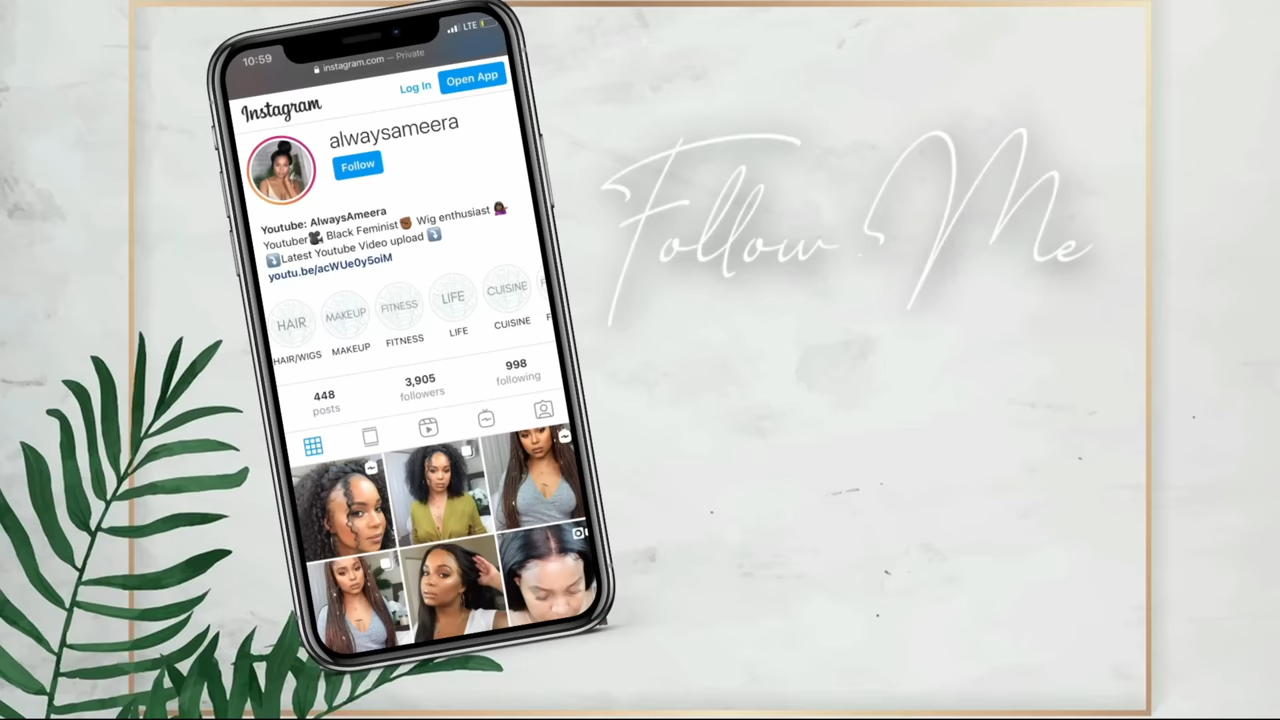 10:59
LTE
instagram.com — Private
Instagram
Log In
Open App
alwaysameera
Follow
Youtube: AlwaysAmeera
Youtuber🎥 Black Feminist✊🏾 Wig enthusiast 💁🏾‍♀️
⤵️Latest Youtube Video upload ⤵️
youtu.be/acWUe0y5oiM
HAIR MAKEUP FITNESS LIFE CUISINE F
HAIR/WIGS MAKEUP FITNESS LIFE CUISINE F
448 3,905 998
posts followers following
Follow Me